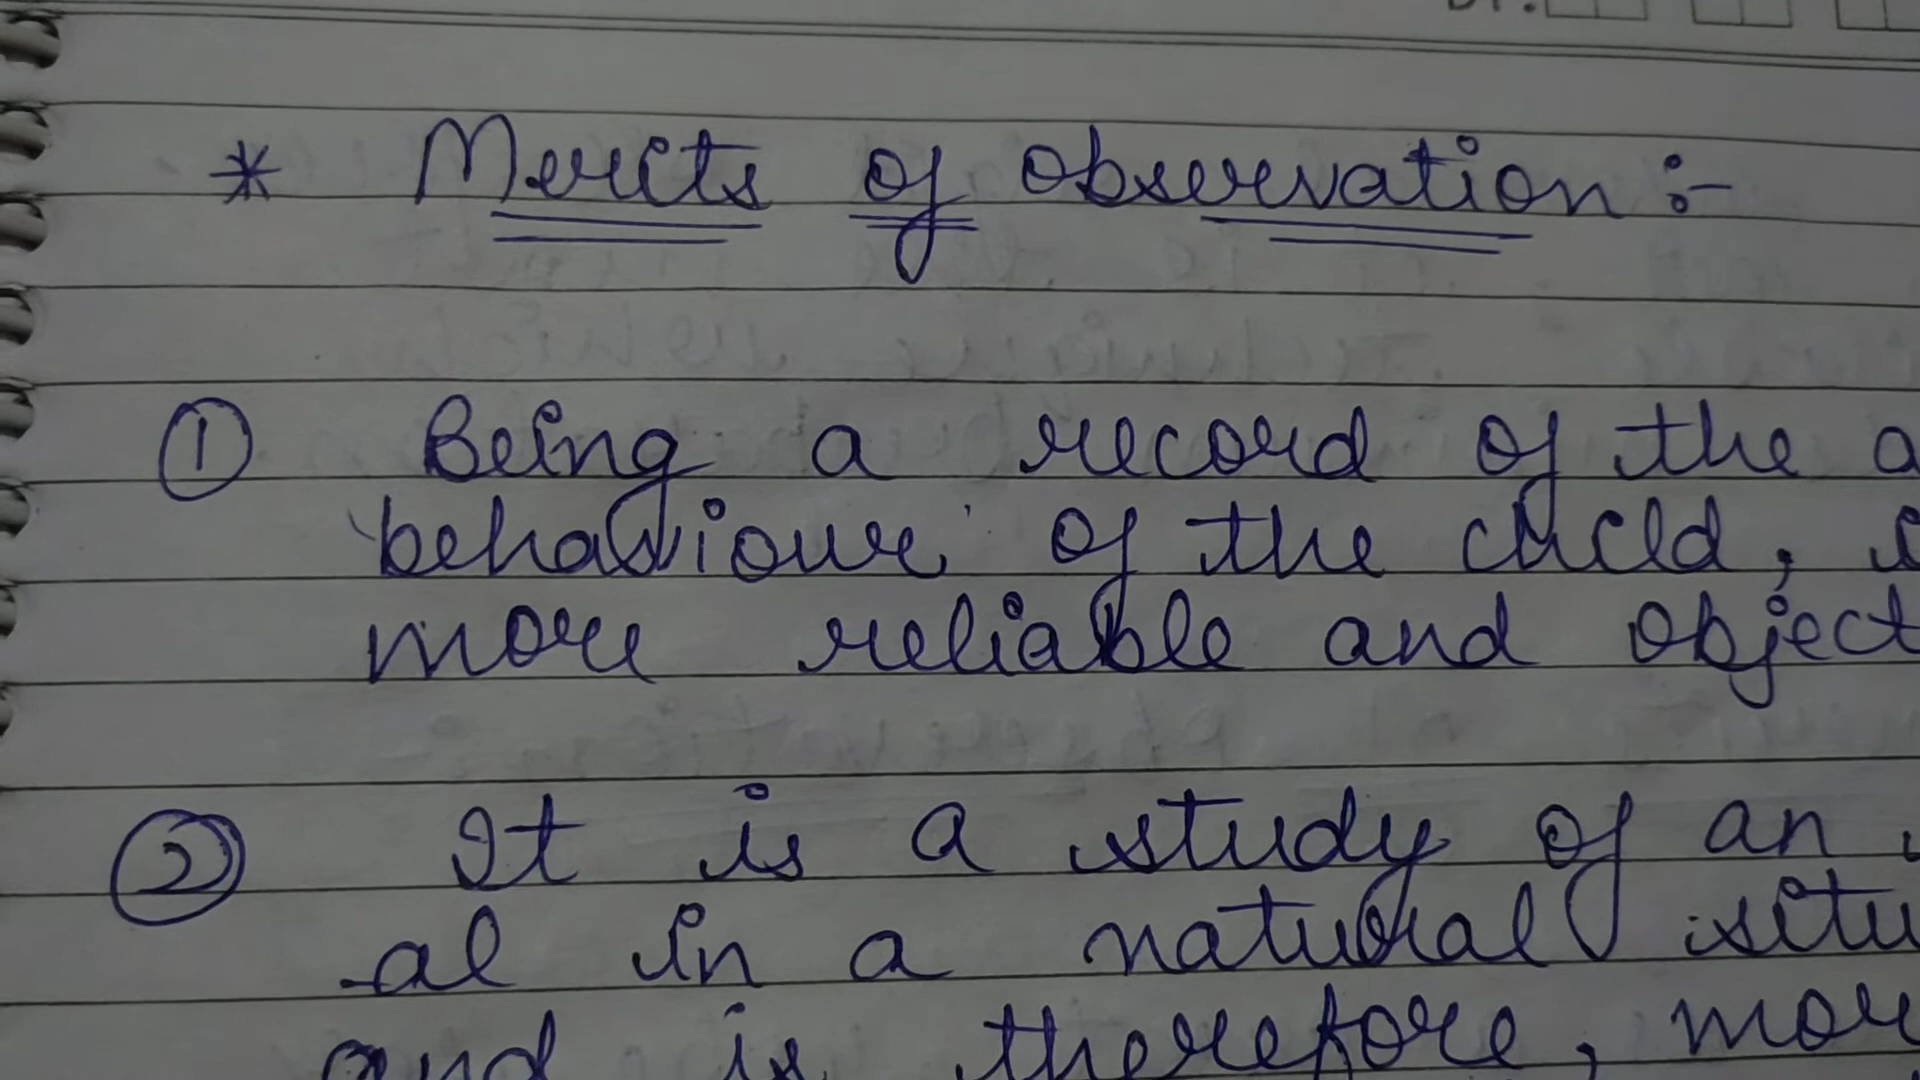 * Merits of observation :-
① Being a record of the
behaviour of the child,
more reliable and object
② It is a study of an
-al in a natural situ
and is therefore, mor